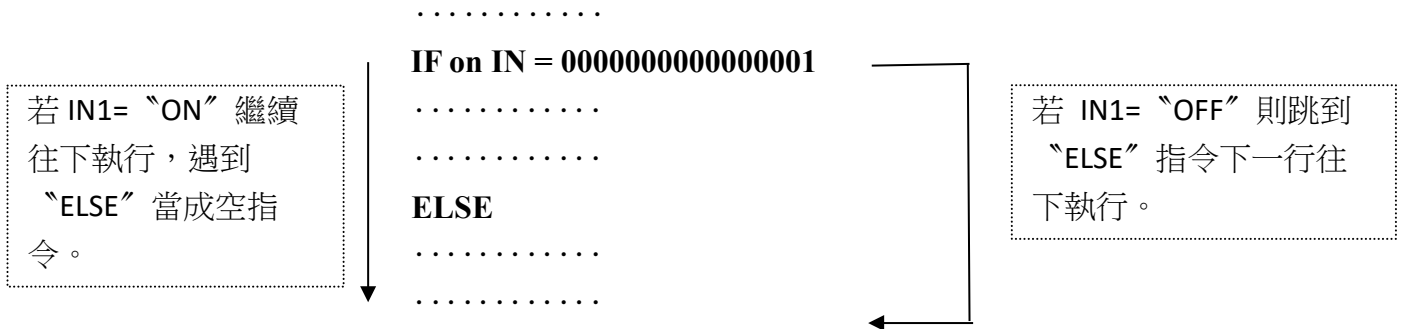 ............
IF on IN = 0000000000000001
............
............
ELSE
............
............
若 IN1=〝ON〞繼續
往下執行，遇到
〝ELSE〞當成空指
令。
若 IN1=〝OFF〞則跳到
〝ELSE〞指令下一行往
下執行。